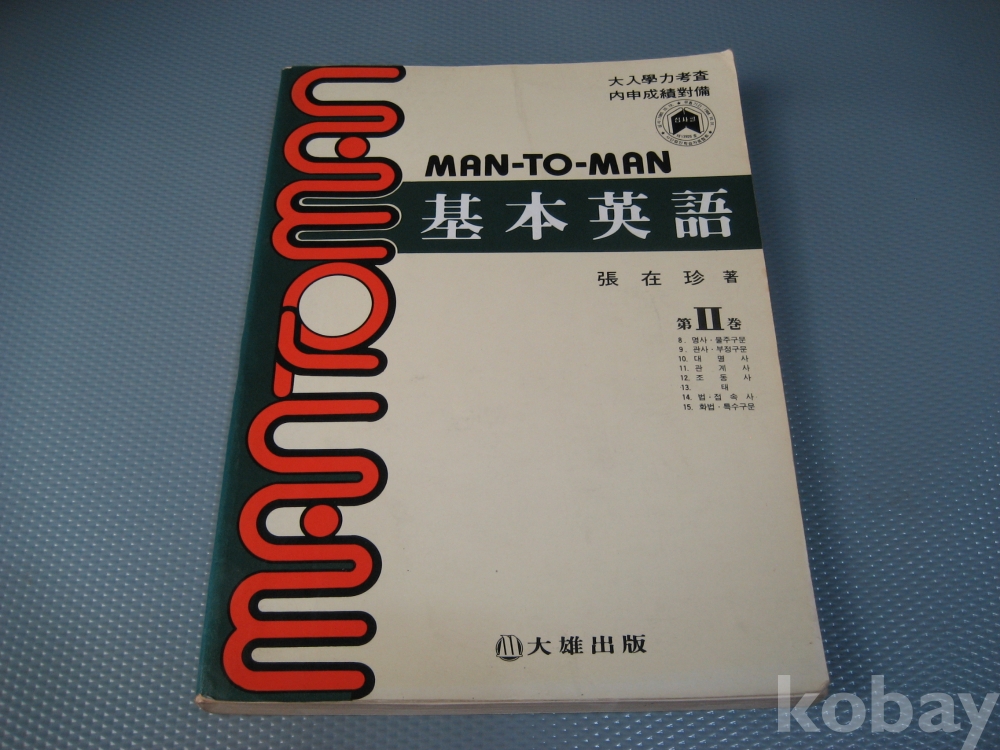 大入學力考査
內申成績對備
MAN-TO-MAN
基本英語
張在珍 著
第II巻
8. 명사·물주구문
9. 관사·부정구문
10. 대명사
11. 관계사
12. 조동사
13. 태
14. 법·접속사
15. 화법·특수구문
大雄出版
kobay